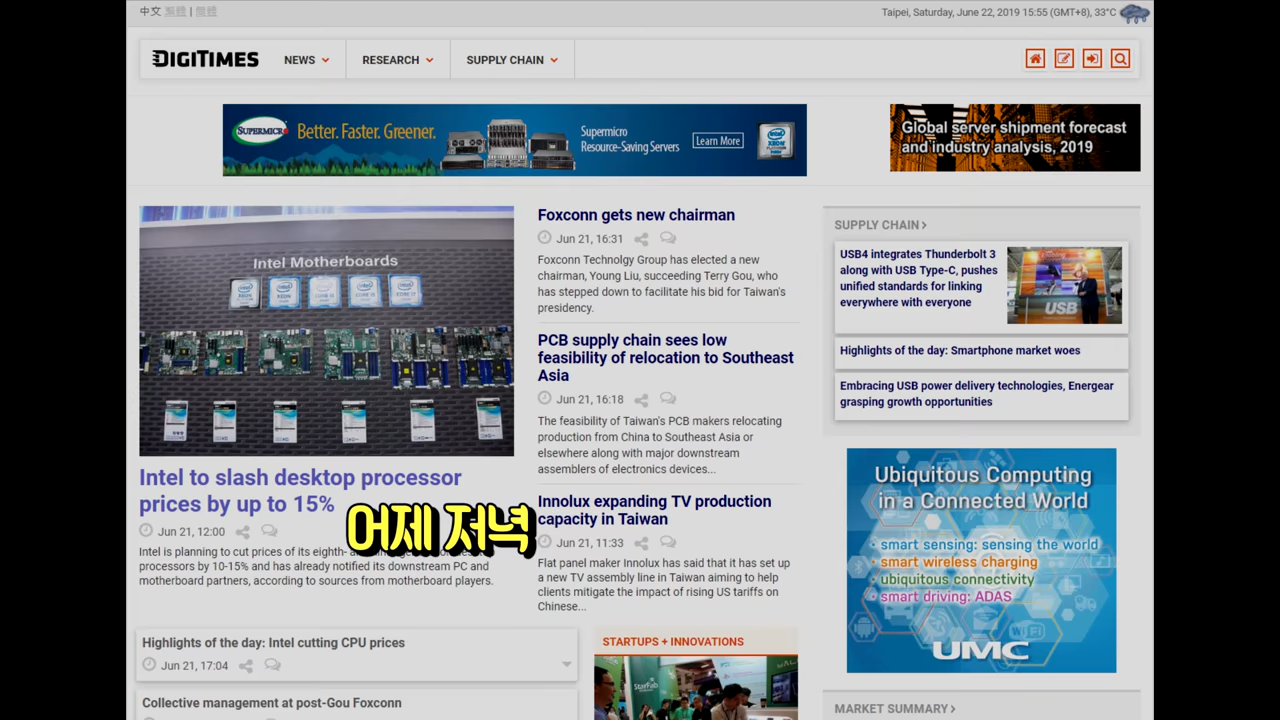 中文 繁體 | 簡體
Taipei, Saturday, June 22, 2019 15:55 (GMT+8), 33°C
DIGITIMES
NEWS
RESEARCH
SUPPLY CHAIN
SUPERMICR
Better. Faster. Greener.
Supermicro
Resource-Saving Servers
Learn More
Global server shipment forecast
and industry analysis, 2019
Intel Motherboards
Intel to slash desktop processor
prices by up to 15%
Jun 21, 12:00
Intel is planning to cut prices of its eighth-
processors by 10-15% and has already notified its downstream PC and
motherboard partners, according to sources from motherboard players.
어제 저녁
Foxconn gets new chairman
Jun 21, 16:31
Foxconn Technolgy Group has elected a new
chairman, Young Liu, succeeding Terry Gou, who
has stepped down to facilitate his bid for Taiwan's
presidency.
PCB supply chain sees low
feasibility of relocation to Southeast
Asia
Jun 21, 16:18
The feasibility of Taiwan's PCB makers relocating
production from China to Southeast Asia or
elsewhere along with major downstream
assemblers of electronics devices...
Innolux expanding TV production
capacity in Taiwan
Jun 21, 11:33
Flat panel maker Innolux has said that it has set up
a new TV assembly line in Taiwan aiming to help
clients mitigate the impact of rising US tariffs on
Chinese...
SUPPLY CHAIN
USB4 integrates Thunderbolt 3
along with USB Type-C, pushes
unified standards for linking
everywhere with everyone
USB
Highlights of the day: Smartphone market woes
Embracing USB power delivery technologies, Energear
grasping growth opportunities
Ubiquitous Computing
in a Connected World
• smart sensing: sensing the world
• smart wireless charging
• ubiquitous connectivity
• smart driving: ADAS
UMC
Highlights of the day: Intel cutting CPU prices
Jun 21, 17:04
Collective management at post-Gou Foxconn
STARTUPS + INNOVATIONS
StarFab
MARKET SUMMARY